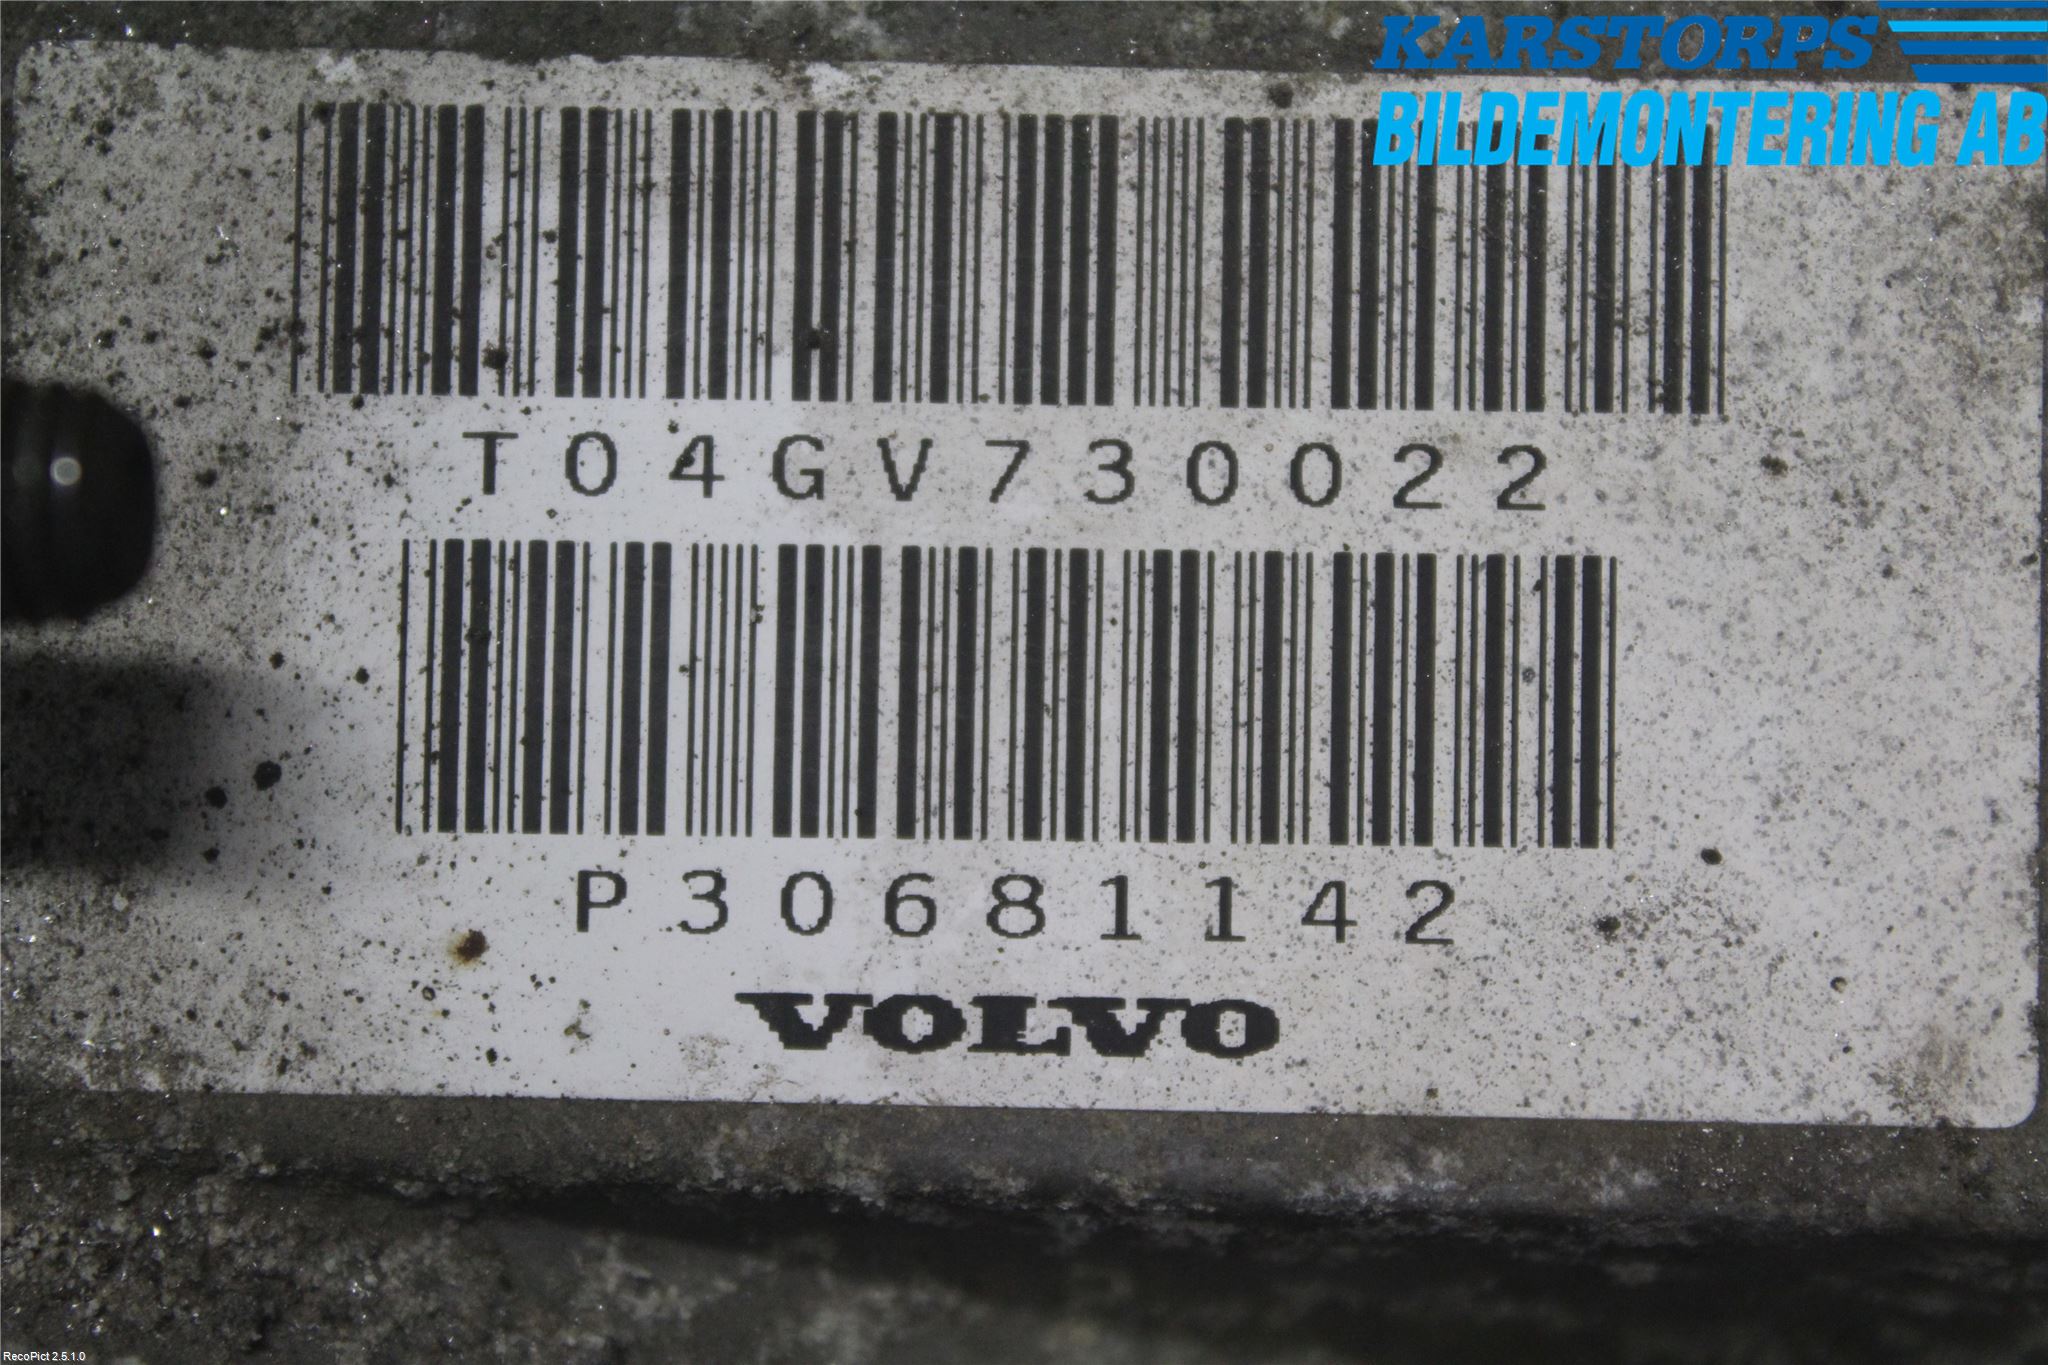 KARSTORPS
BILDEMONTERING AB
T04GV730022
P30681142
VOLVO
RecoPict 2.5.1.0